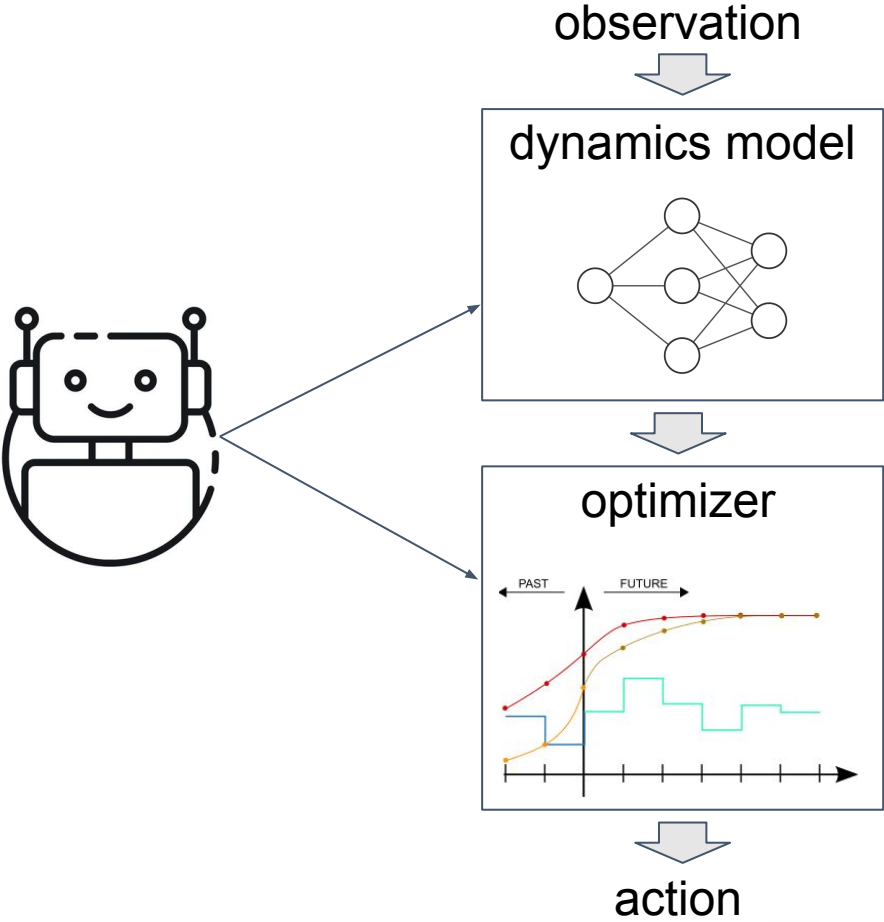 observation
dynamics model
optimizer
PAST
FUTURE
action